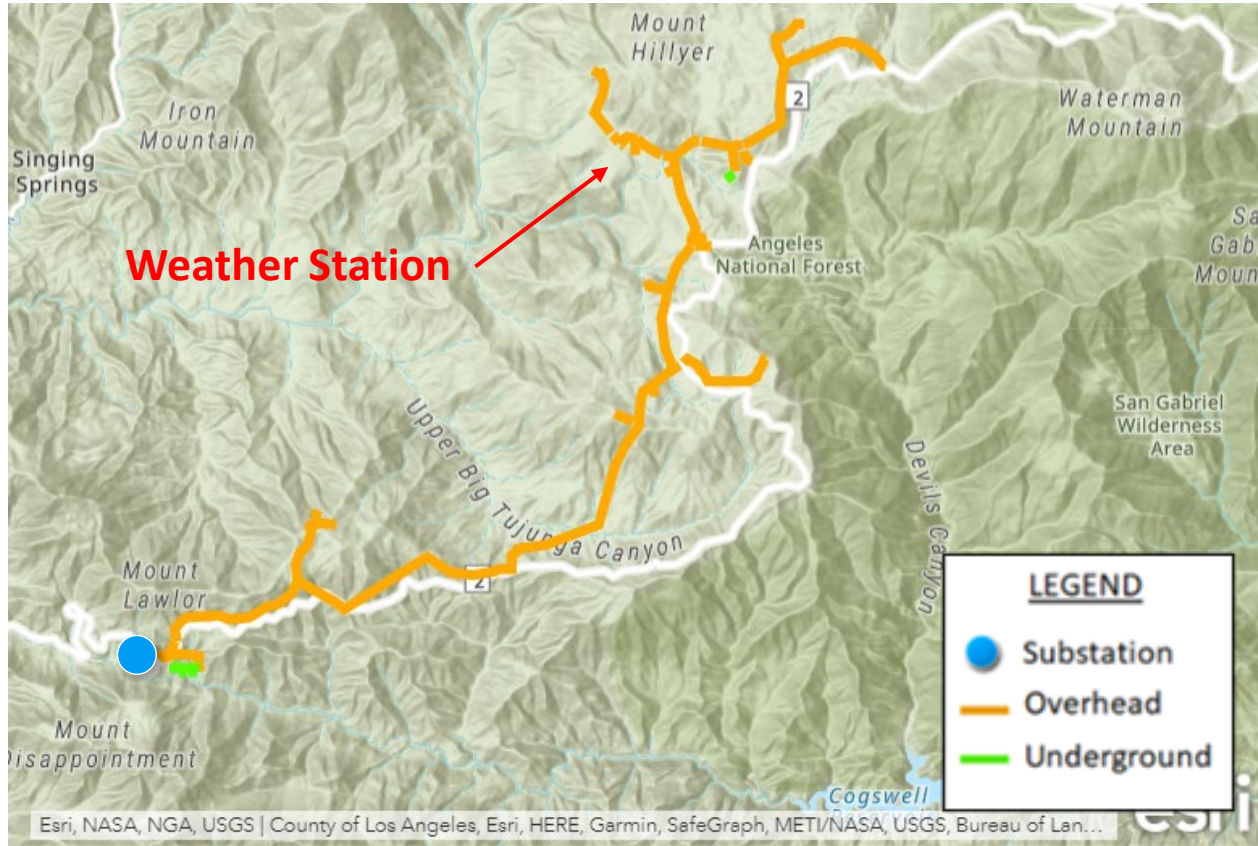 Mount
Hillyer
2
Iron
Mountain
Waterman
Mountain
Singing
Springs
Sa
Gab
Moun
Angeles
National Forest
Weather Station
San Gabriel
Wilderness
Area
Upper Big Tujunga Canyon
Devils Canyon
2
Mount
Lawlor
LEGEND
Substation
Overhead
Underground
Mount
Disappointment
Cogswell
esri
Esri, NASA, NGA, USGS | County of Los Angeles, Esri, HERE, Garmin, SafeGraph, METI/NASA, USGS, Bureau of Lan...